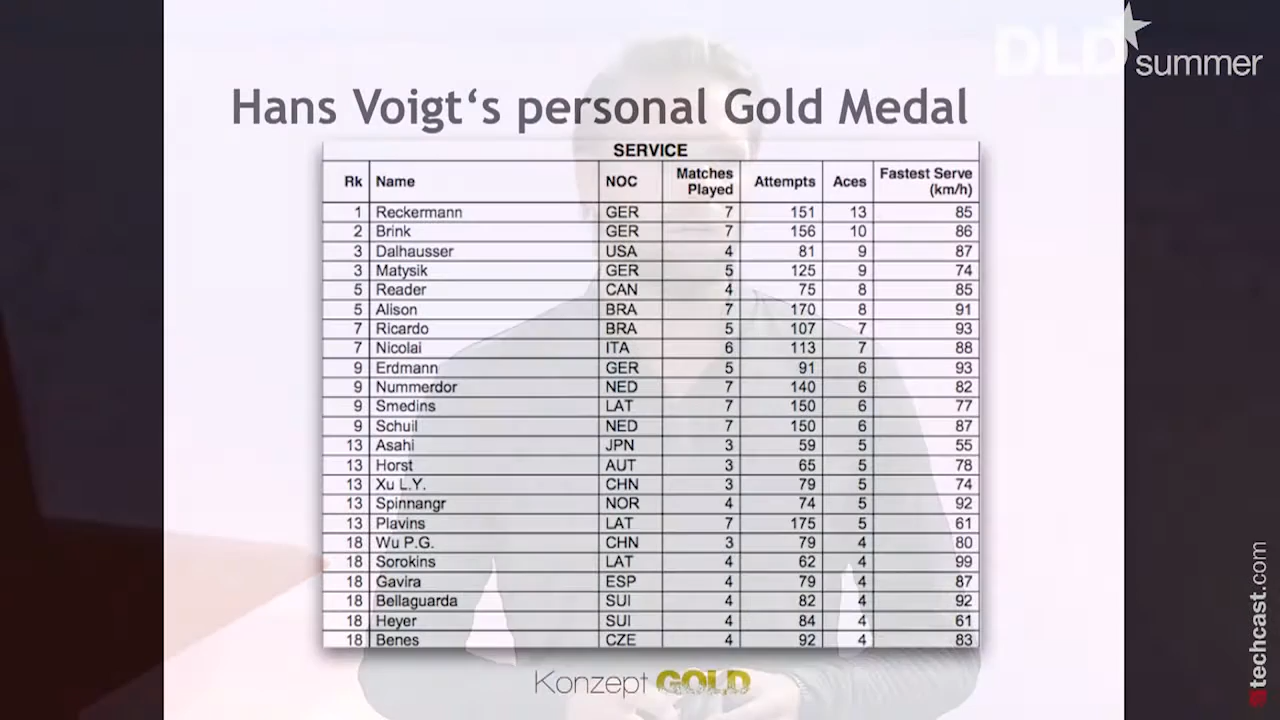 DLD summer
Hans Voigt‘s personal Gold Medal
SERVICE
Rk Name NOC Matches Played Attempts Aces Fastest Serve (km/h)
1 Reckermann GER 7 151 13 85
2 Brink GER 7 156 10 86
3 Dalhausser USA 4 81 9 87
3 Matysik GER 5 125 9 74
5 Reader CAN 4 75 8 85
5 Alison BRA 7 170 8 91
7 Ricardo BRA 5 107 7 93
7 Nicolai ITA 6 113 7 88
9 Erdmann GER 5 91 6 93
9 Nummerdor NED 7 140 6 82
9 Smedins LAT 7 150 6 77
9 Schuil NED 7 150 6 87
13 Asahi JPN 3 59 5 55
13 Horst AUT 3 65 5 78
13 Xu L.Y. CHN 3 79 5 74
13 Spinnangr NOR 4 74 5 92
13 Plavins LAT 7 175 5 61
18 Wu P.G. CHN 3 79 4 80
18 Sorokins LAT 4 62 4 99
18 Gavira ESP 4 79 4 87
18 Bellaguarda SUI 4 82 4 92
18 Heyer SUI 4 84 4 61
18 Benes CZE 4 92 4 83
Konzept GOLD
techcast.com